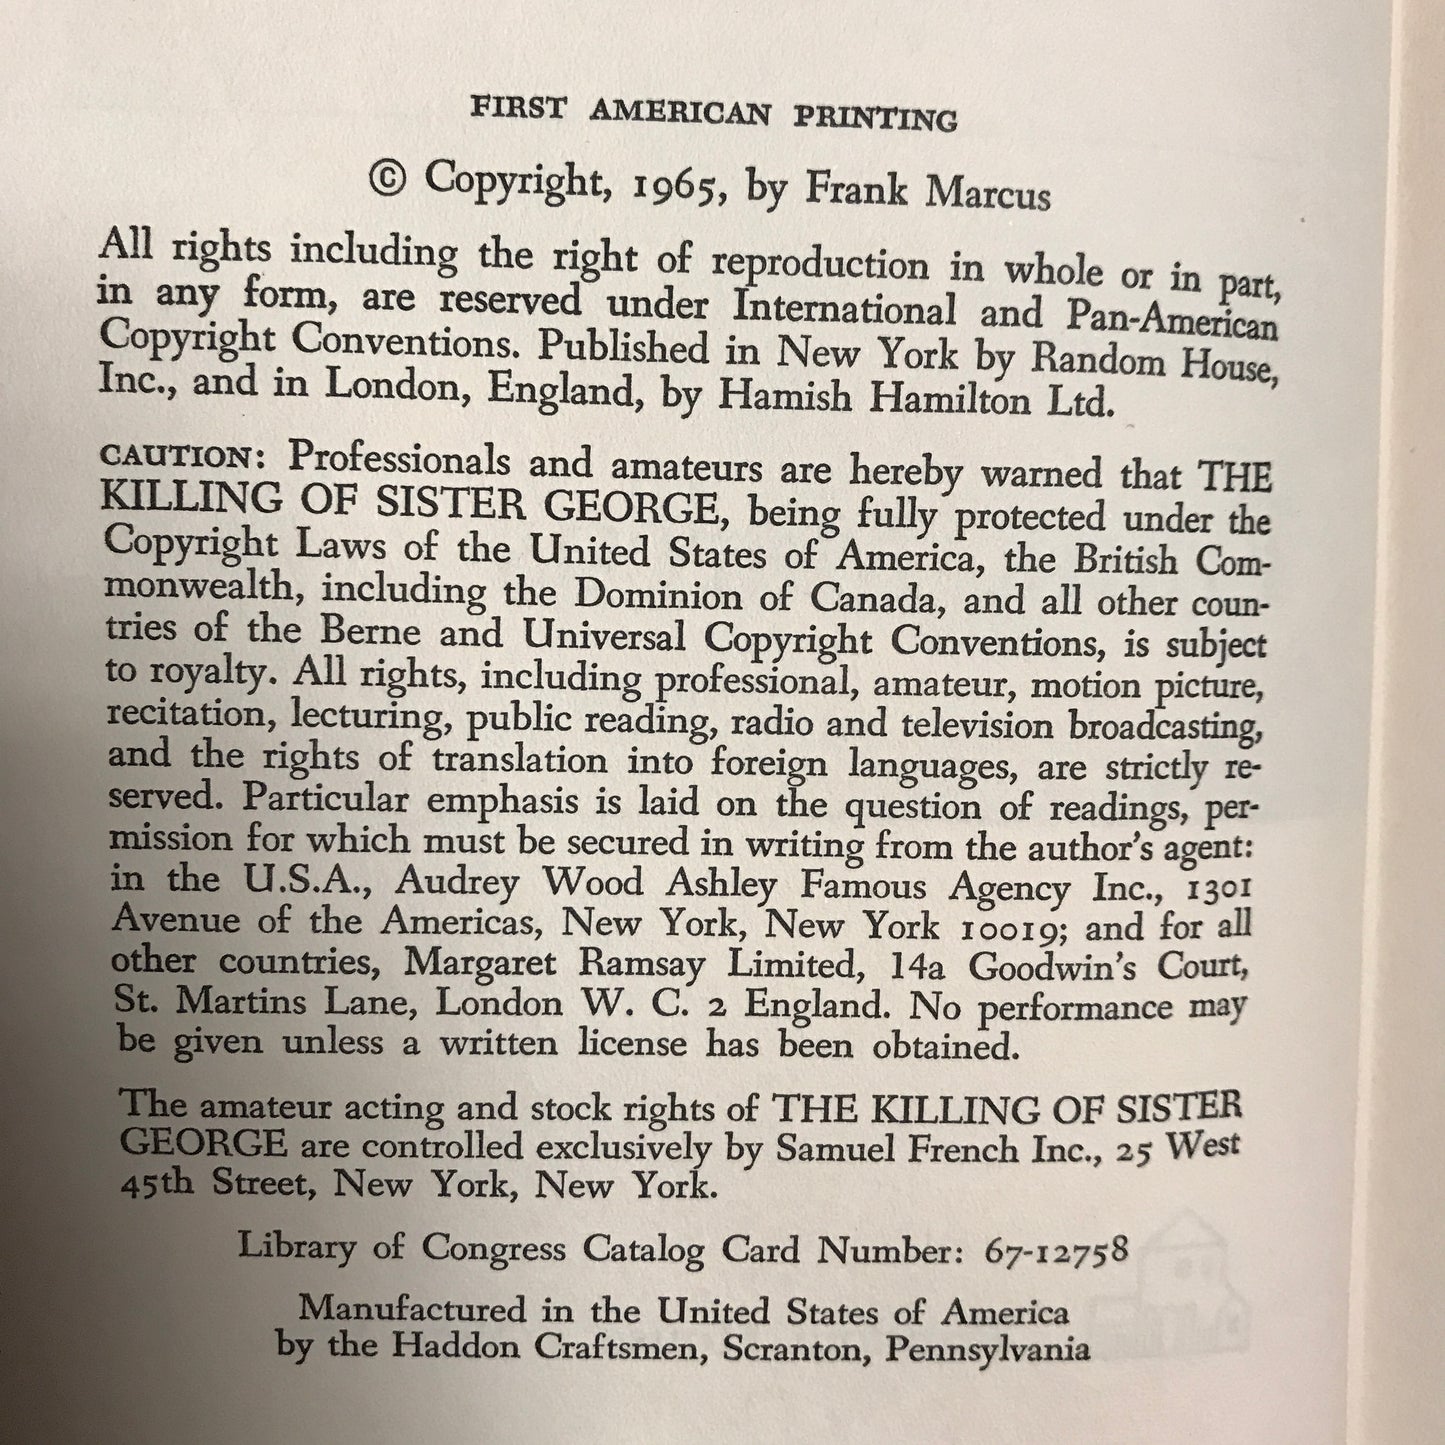 FIRST AMERICAN PRINTING
© Copyright, 1965, by Frank Marcus
All rights including the right of reproduction in whole or in part,
in any form, are reserved under International and Pan-American
Copyright Conventions. Published in New York by Random House,
Inc., and in London, England, by Hamish Hamilton Ltd.
CAUTION: Professionals and amateurs are hereby warned that THE
KILLING OF SISTER GEORGE, being fully protected under the
Copyright Laws of the United States of America, the British Com-
monwealth, including the Dominion of Canada, and all other coun-
tries of the Berne and Universal Copyright Conventions, is subject
to royalty. All rights, including professional, amateur, motion picture,
recitation, lecturing, public reading, radio and television broadcasting,
and the rights of translation into foreign languages, are strictly re-
served. Particular emphasis is laid on the question of readings, per-
mission for which must be secured in writing from the author's agent:
in the U.S.A., Audrey Wood Ashley Famous Agency Inc., 1301
Avenue of the Americas, New York, New York 10019; and for all
other countries, Margaret Ramsay Limited, 14a Goodwin's Court,
St. Martins Lane, London W. C. 2 England. No performance may
be given unless a written license has been obtained.
The amateur acting and stock rights of THE KILLING OF SISTER
GEORGE are controlled exclusively by Samuel French Inc., 25 West
45th Street, New York, New York.
Library of Congress Catalog Card Number: 67-12758
Manufactured in the United States of America
by the Haddon Craftsmen, Scranton, Pennsylvania